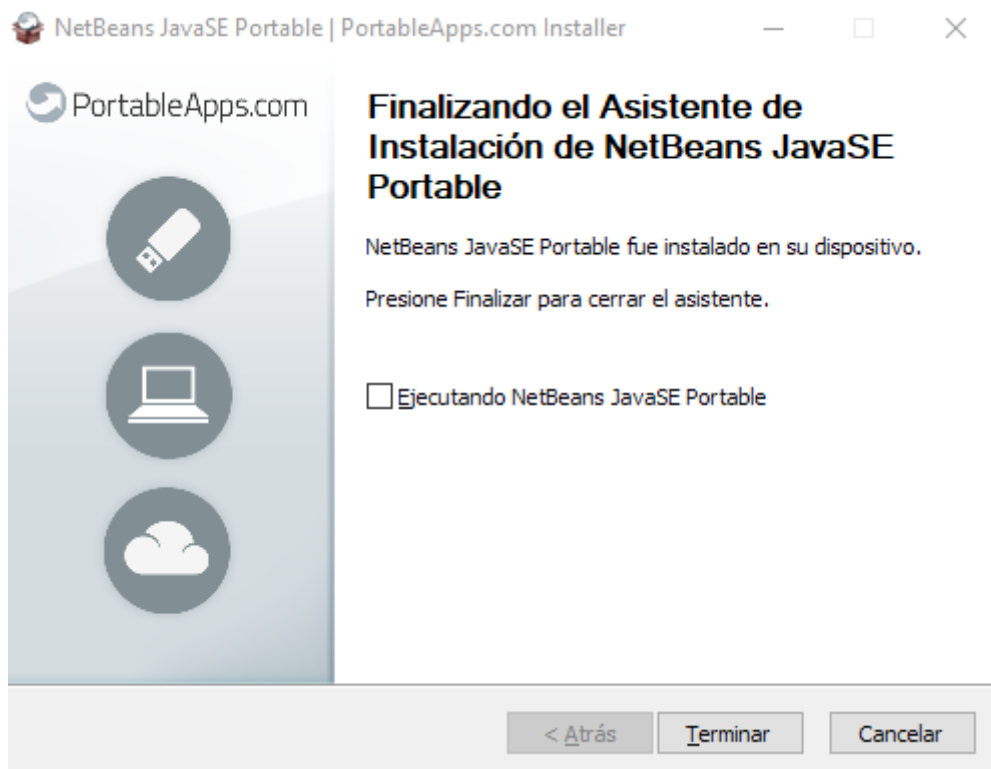 NetBeans JavaSE Portable | PortableApps.com Installer
PortableApps.com
Finalizando el Asistente de
Instalación de NetBeans JavaSE
Portable
NetBeans JavaSE Portable fue instalado en su dispositivo.
Presione Finalizar para cerrar el asistente.
Ejecutando NetBeans JavaSE Portable
< Atrás
Terminar
Cancelar